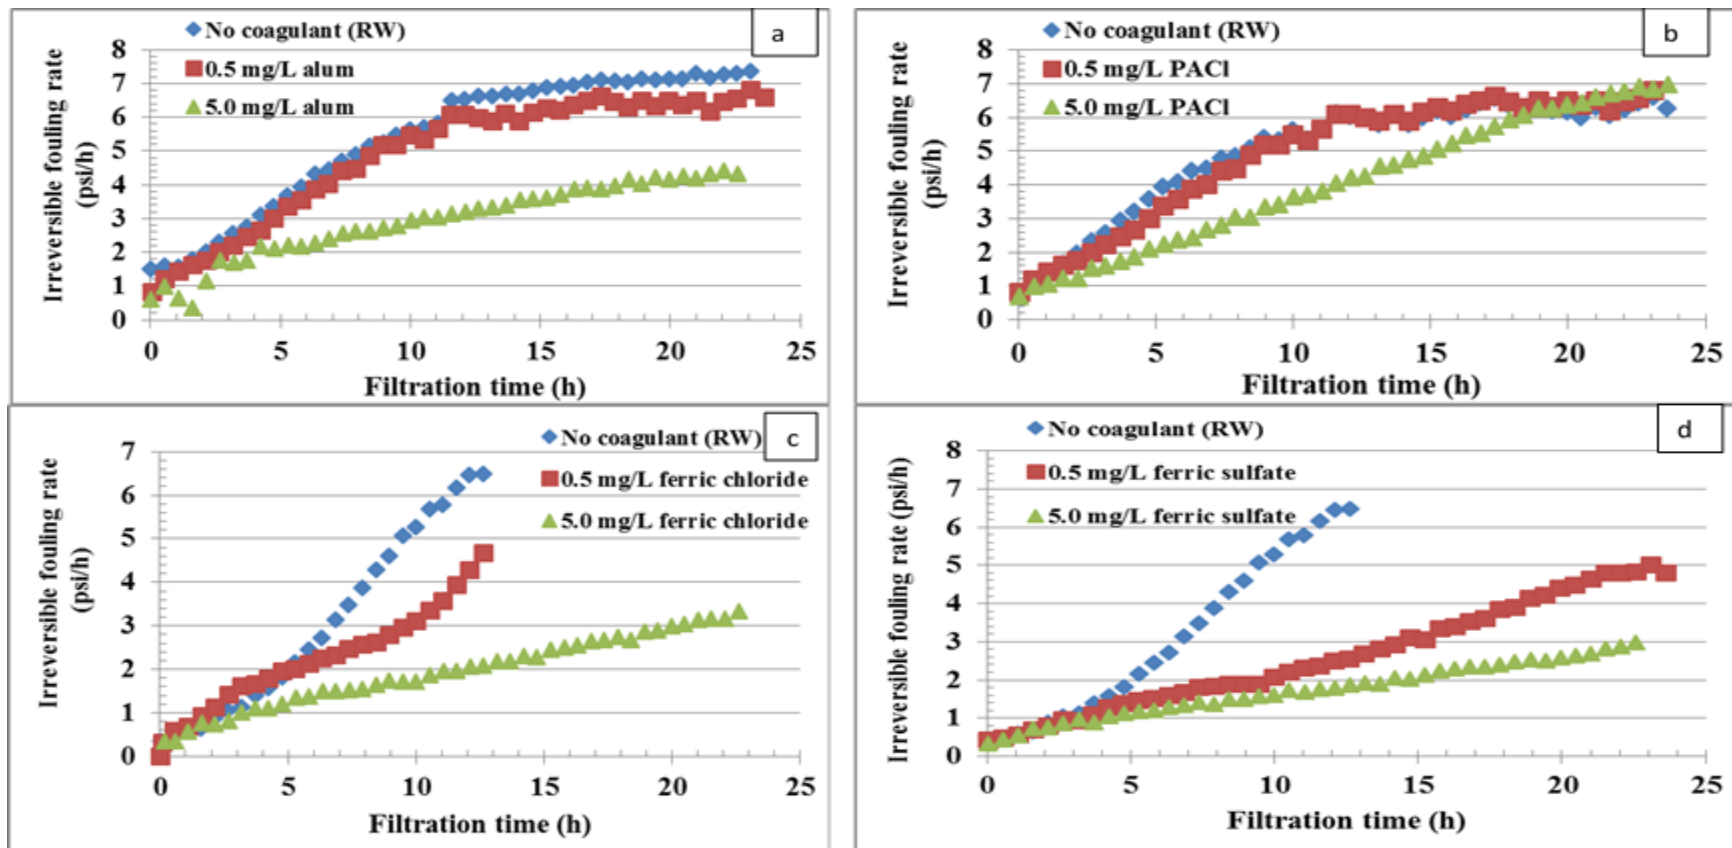 No coagulant (RW)
a
0.5 mg/L alum
5.0 mg/L alum
Irreversible fouling rate
(psi/h)
8
7
6
5
4
3
2
1
0
0 5 10 15 20 25
Filtration time (h)
No coagulant (RW)
b
0.5 mg/L PACl
5.0 mg/L PACl
Irreversible fouling rate
(psi/h)
8
7
6
5
4
3
2
1
0
0 5 10 15 20 25
Filtration time (h)
No coagulant (RW)
c
0.5 mg/L ferric chloride
5.0 mg/L ferric chloride
Irreversible fouling rate
(psi/h)
7
6
5
4
3
2
1
0
0 5 10 15 20 25
Filtration time (h)
No coagulant (RW)
d
0.5 mg/L ferric sulfate
5.0 mg/L ferric sulfate
Irreversible fouling rate (psi/h)
8
7
6
5
4
3
2
1
0
0 5 10 15 20 25
Filtration time (h)